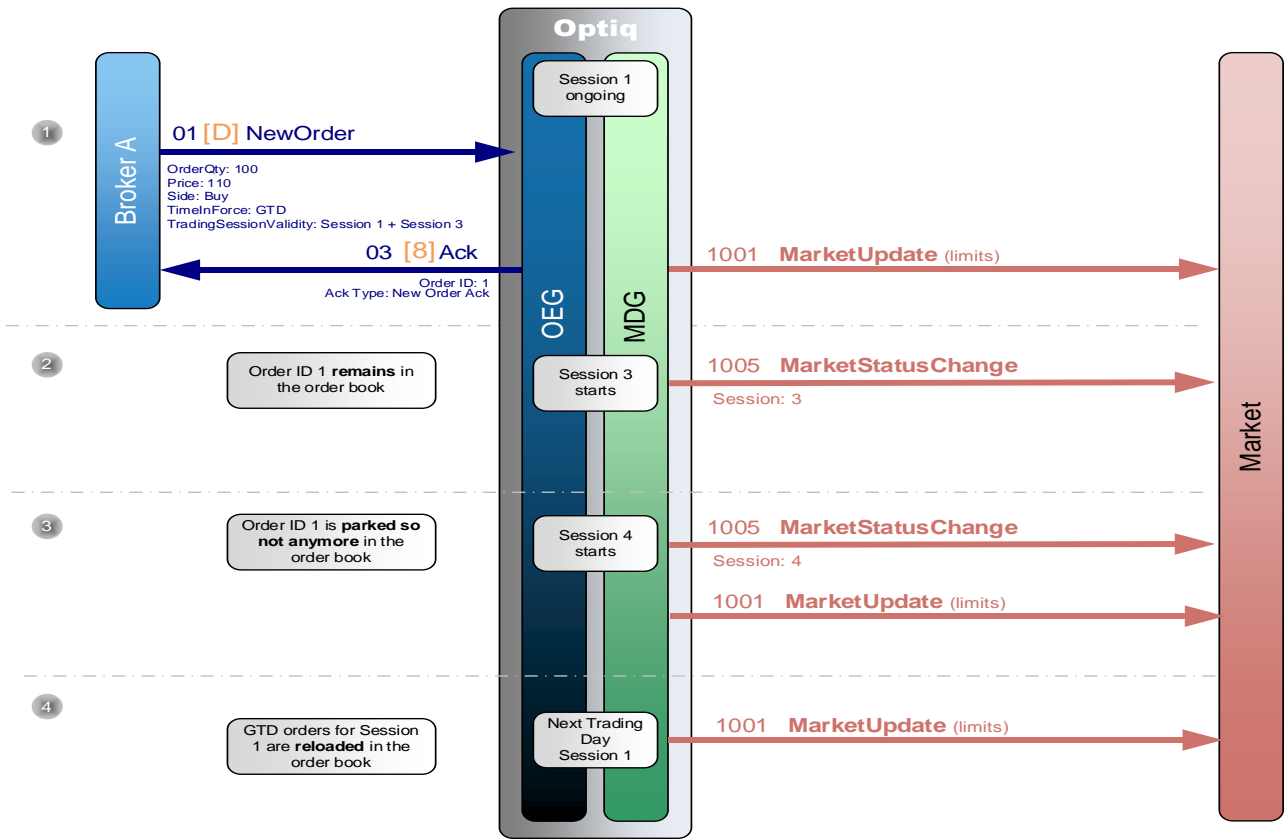 Optiq
Session 1
ongoing
1
Broker A
01 [D] NewOrder
OrderQty: 100
Price: 110
Side: Buy
TimeInForce: GTD
TradingSessionValidity: Session 1 + Session 3
03 [8] Ack
Order ID: 1
Ack Type: New Order Ack
1001 MarketUpdate (limits)
OEG
MDG
Market
2
Order ID 1 remains in
the order book
Session 3
starts
1005 MarketStatusChange
Session: 3
3
Order ID 1 is parked so
not anymore in the
order book
Session 4
starts
1005 MarketStatusChange
Session: 4
1001 MarketUpdate (limits)
4
GTD orders for Session
1 are reloaded in the
order book
Next Trading
Day
Session 1
1001 MarketUpdate (limits)